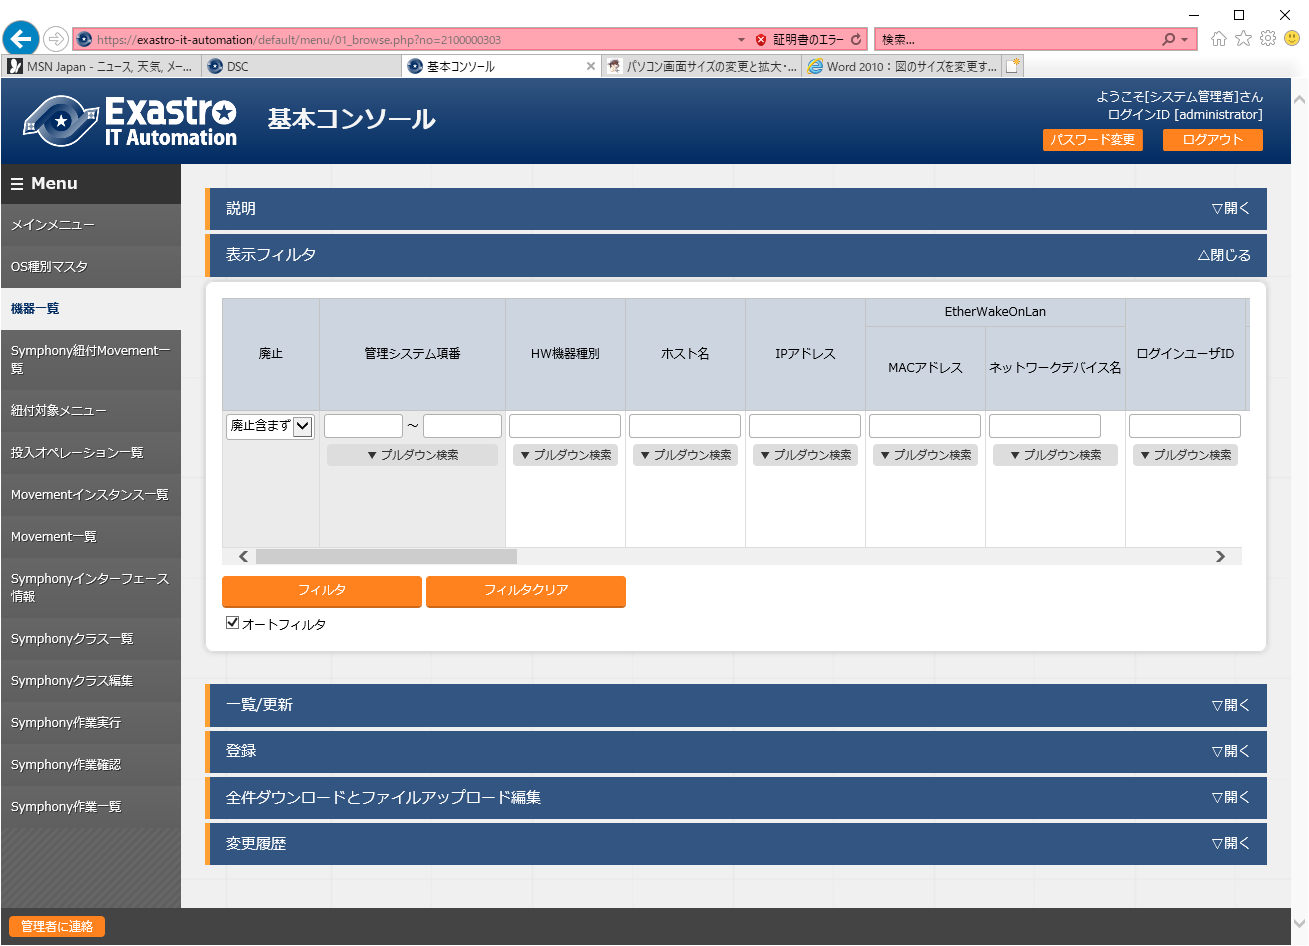 https://exastro-it-automation/default/menu/01_browse.php?no=2100000303
証明書のエラー
検索...
MSN Japan - ニュース, 天気, メー...
DSC
基本コンソール
パソコン画面サイズの変更と拡大・...
Word 2010：図のサイズを変更す...
Exastro
IT Automation
基本コンソール
ようこそ[システム管理者]さん
ログインID [administrator]
パスワード変更
ログアウト
Menu
メインメニュー
OS種別マスタ
機器一覧
Symphony紐付Movement一
覧
紐付対象メニュー
投入オペレーション一覧
Movementインスタンス一覧
Movement一覧
Symphonyインターフェース
情報
Symphonyクラス一覧
Symphonyクラス編集
Symphony作業実行
Symphony作業確認
Symphony作業一覧
説明
▽開く
表示フィルタ
△閉じる
廃止
管理システム項番
HW機器種別
ホスト名
IPアドレス
EtherWakeOnLan
MACアドレス
ネットワークデバイス名
ログインユーザID
廃止含まず
～
▼プルダウン検索
▼プルダウン検索
▼プルダウン検索
▼プルダウン検索
▼プルダウン検索
▼プルダウン検索
▼プルダウン検索
フィルタ
フィルタクリア
オートフィルタ
一覧/更新
▽開く
登録
▽開く
全件ダウンロードとファイルアップロード編集
▽開く
変更履歴
▽開く
管理者に連絡